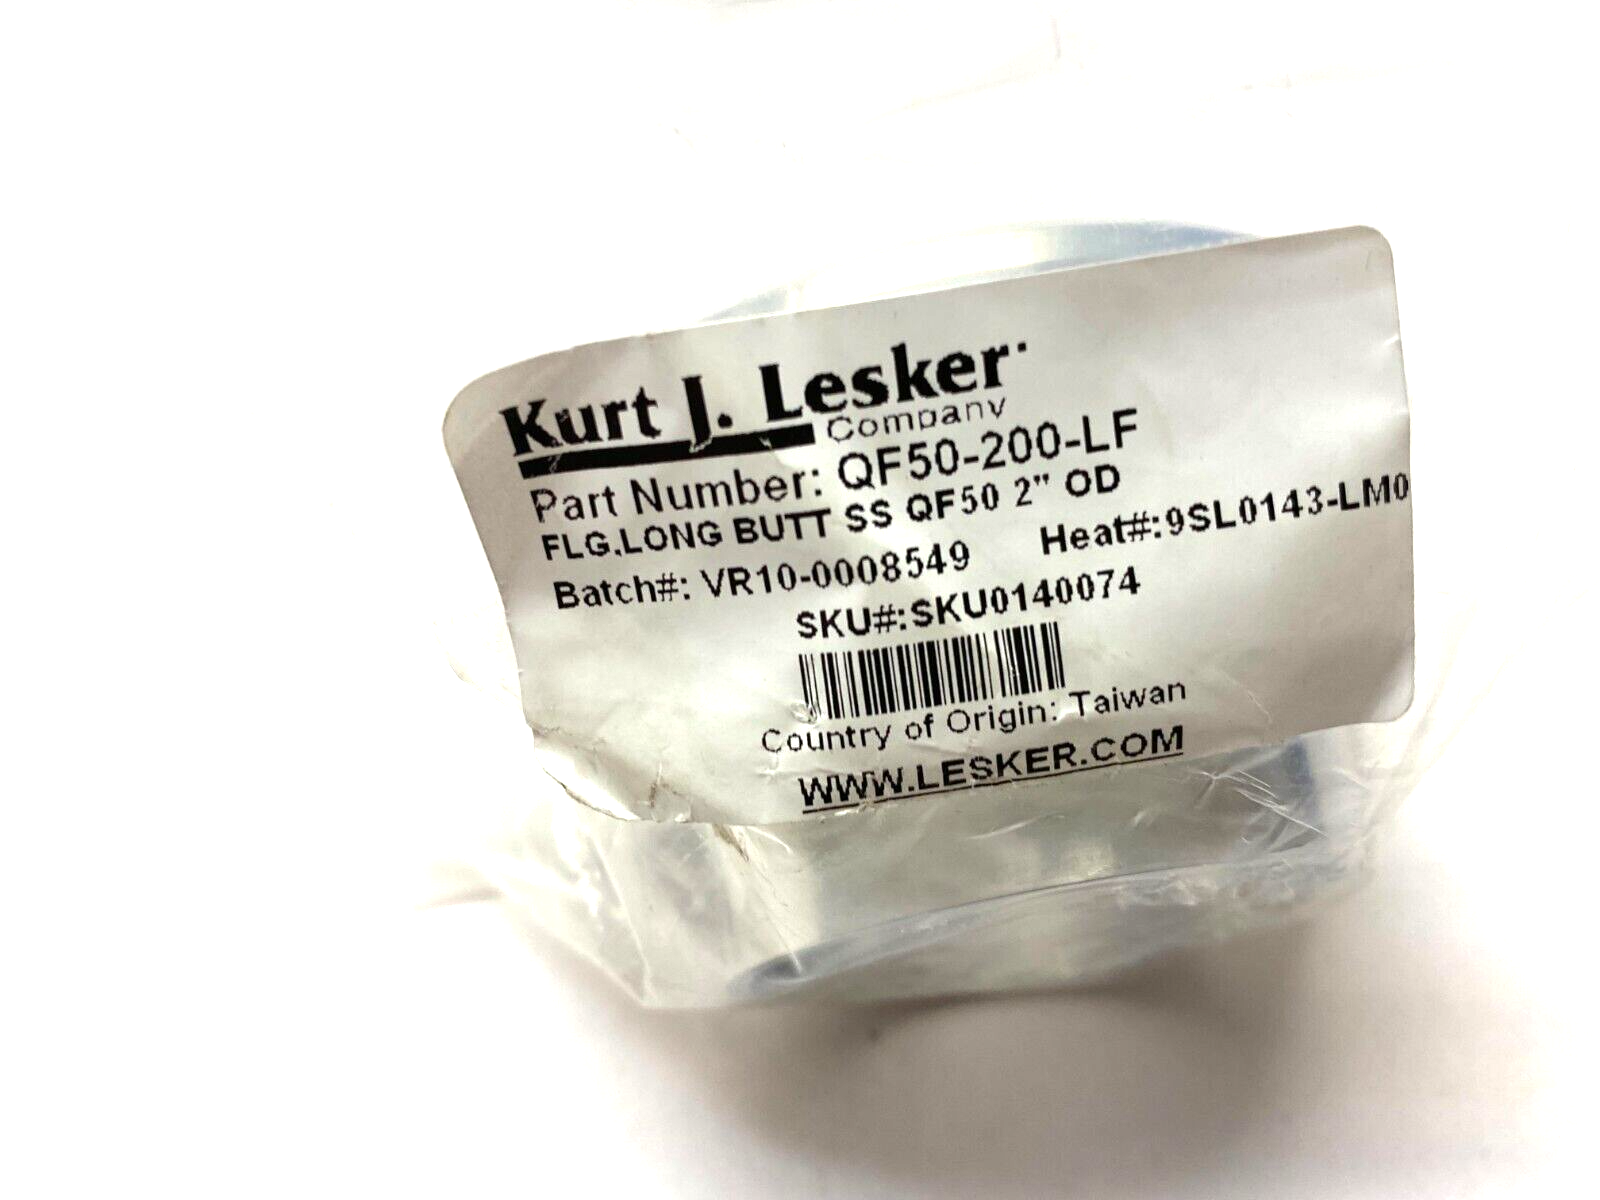 Kurt J. Lesker
Company
Part Number: QF50-200-LF
FLG,LONG BUTT SS QF50 2" OD
Batch#: VR10-0008549 Heat#:9SL0143-LM0
SKU#:SKU0140074
Country of Origin: Taiwan
WWW.LESKER.COM